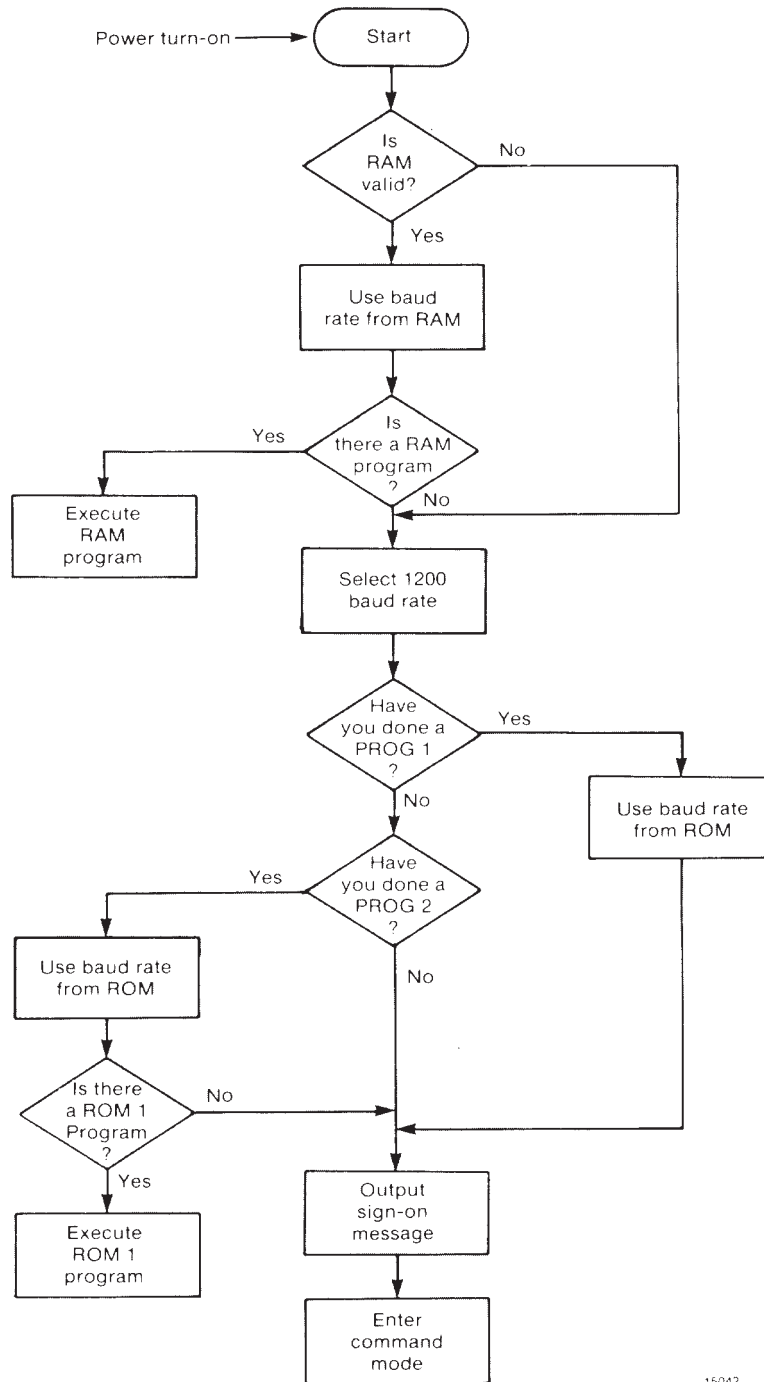 Power turn-on
Start
Is
RAM
valid?
No
Yes
Use baud
rate from RAM
Is
there a RAM
program
?
Yes
No
Execute
RAM
program
Select 1200
baud rate
Have
you done a
PROG 1
?
Yes
No
Use baud rate
from ROM
Have
you done a
PROG 2
?
Yes
No
Use baud rate
from ROM
Is there
a ROM 1
Program
?
No
Yes
Output
sign-on
message
Execute
ROM 1
program
Enter
command
mode
15042